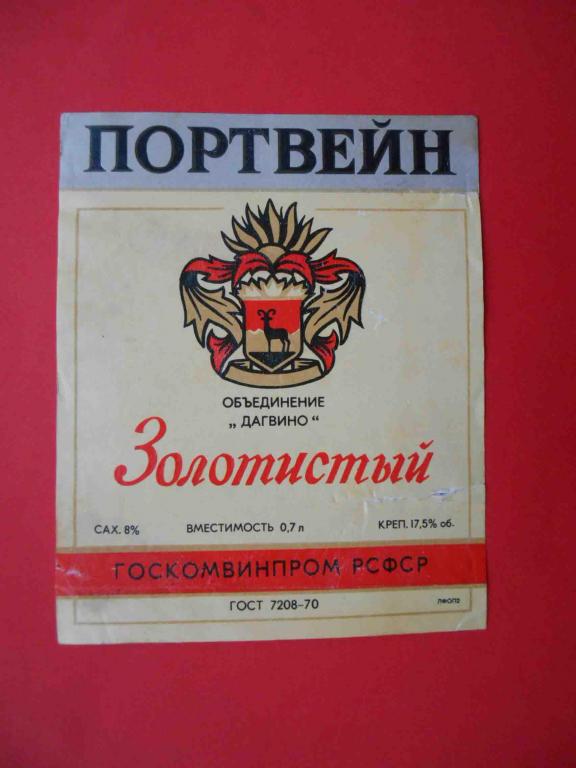 ПОРТВЕЙН
ОБЪЕДИНЕНИЕ
„ ДАГВИНО “
Золотистый
САХ. 8% ВМЕСТИМОСТЬ 0,7 л КРЕП. 17,5% об.
ГОСКОМВИНПРОМ РСФСР
ГОСТ 7208-70